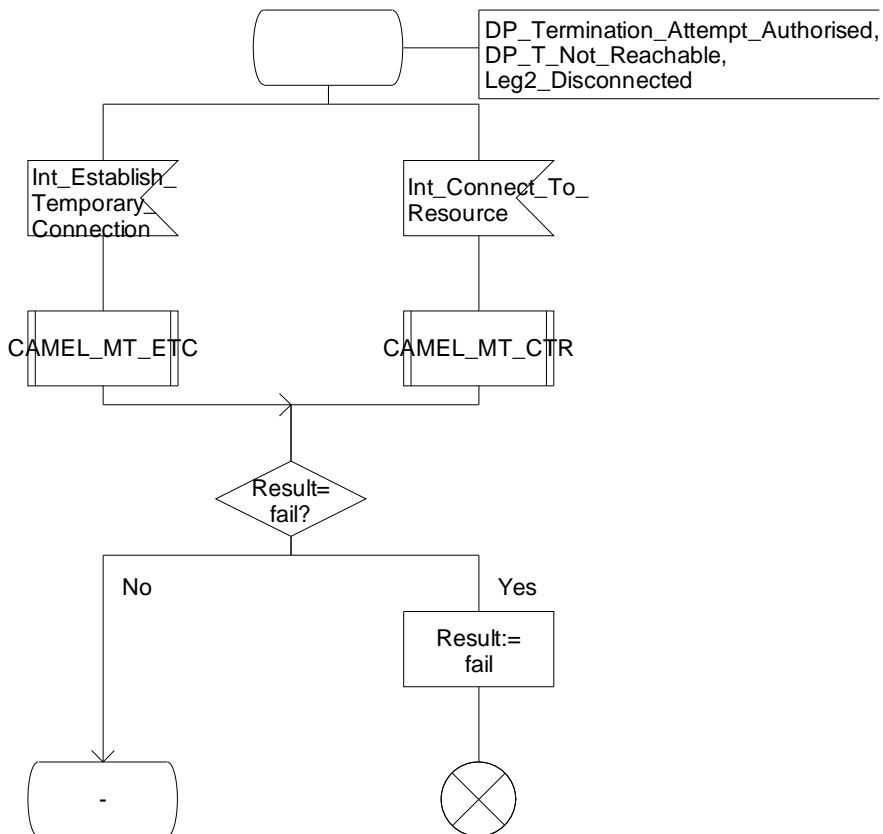 DP_Termination_Attempt_Authorised,
DP_T_Not_Reachable,
Leg2_Disconnected
Int_Establish_
Temporary_
Connection
Int_Connect_To_
Resource
CAMEL_MT_ETC
CAMEL_MT_CTR
Result=
fail?
No
Yes
Result:=
fail
-